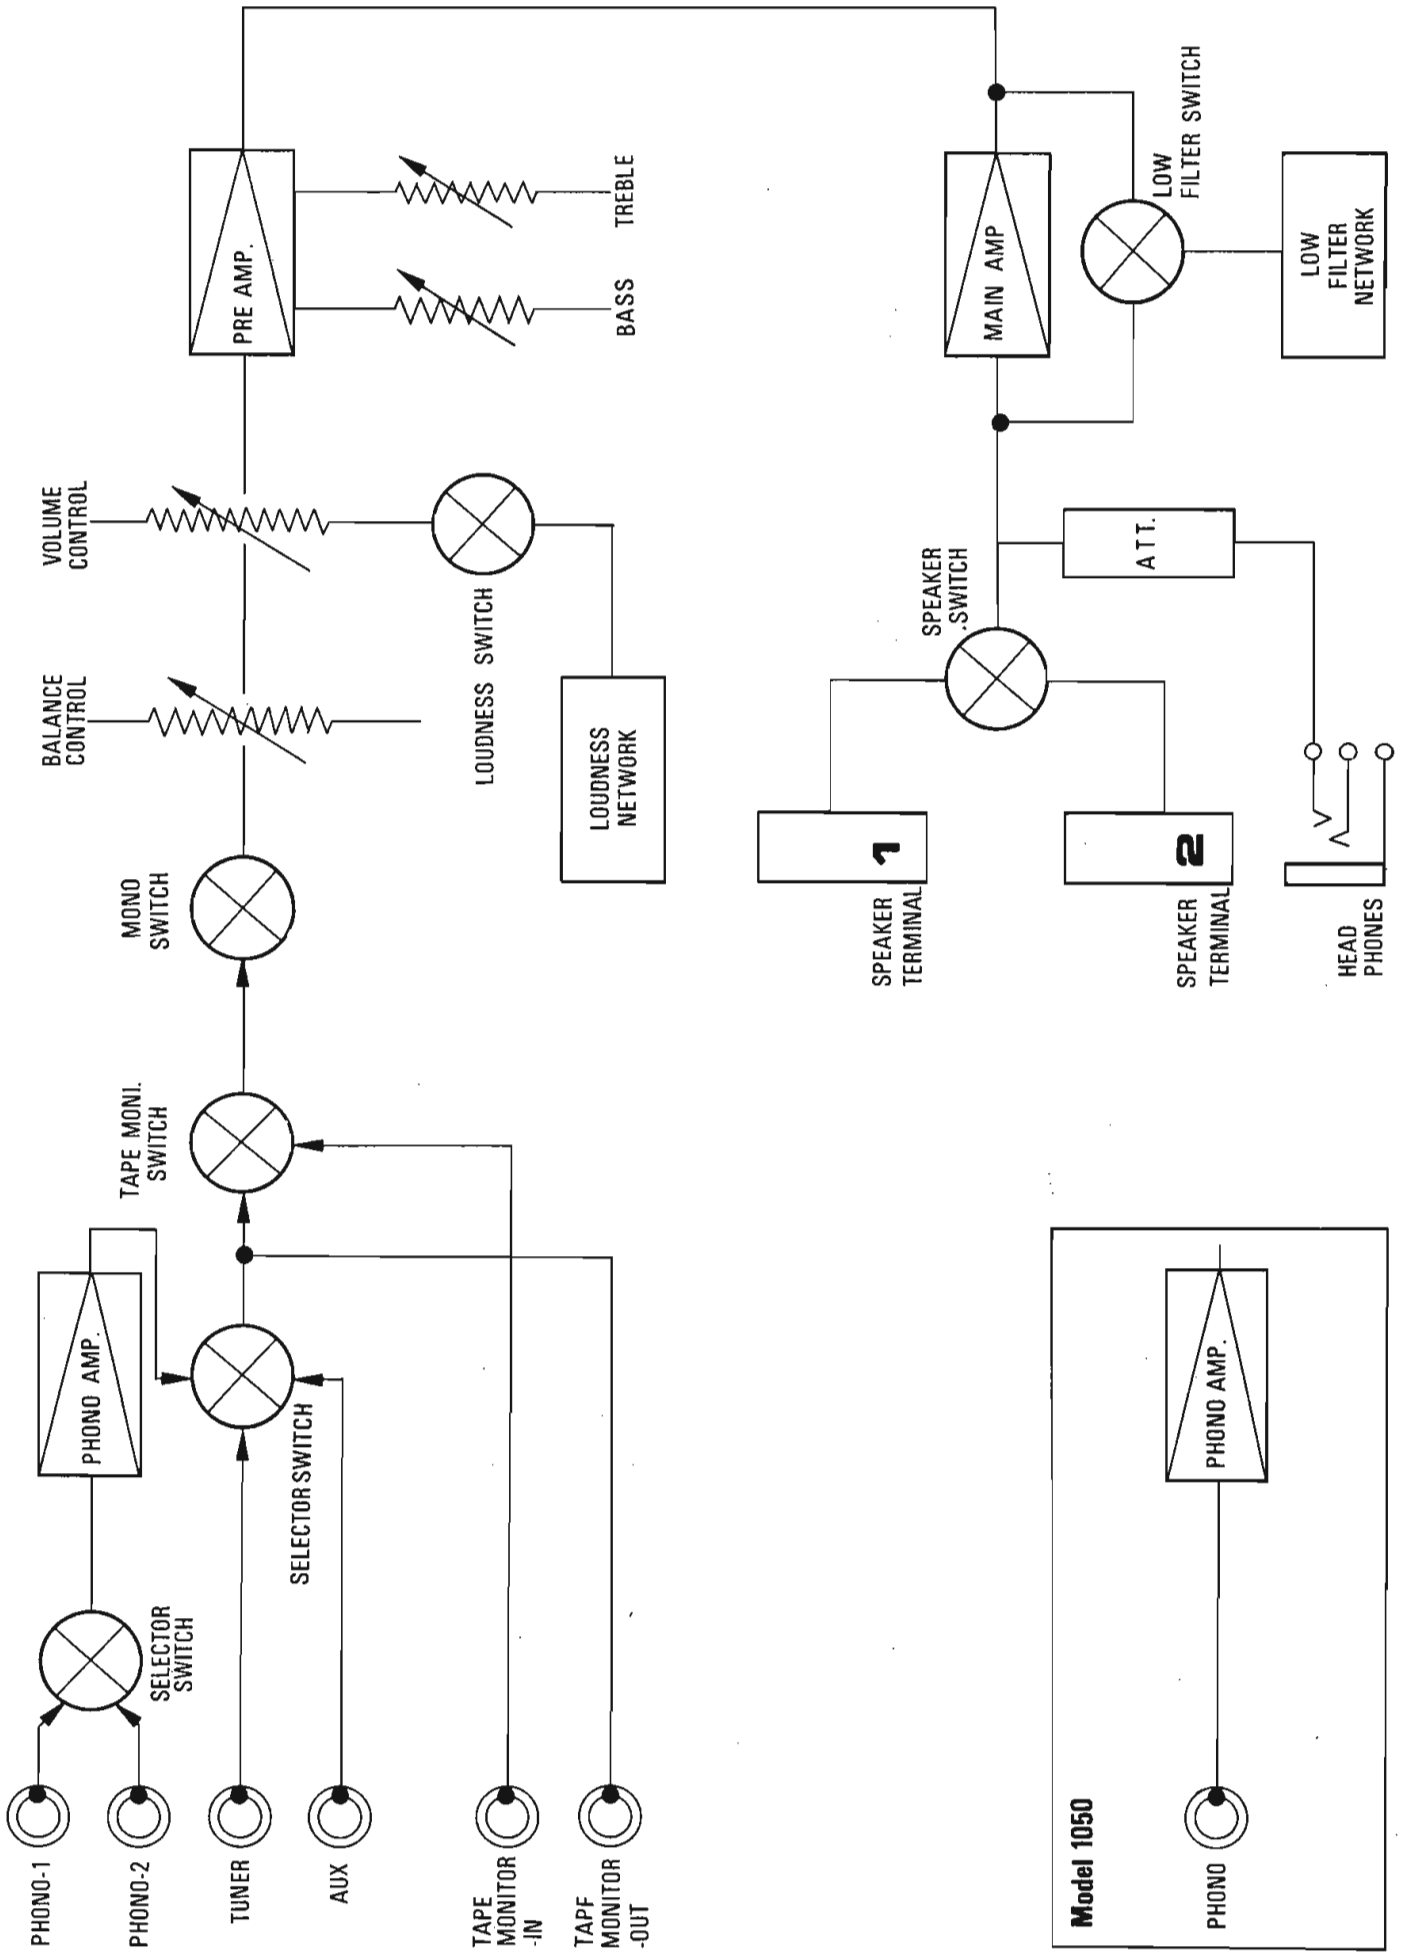 PHONO-1
PHONO-2
TUNER
AUX
TAPE
MONITOR
-IN
TAPF
MONITOR
-OUT
SELECTOR
SWITCH
PHONO AMP.
SELECTOR SWITCH
TAPE MONI.
SWITCH
MONO
SWITCH
BALANCE
CONTROL
VOLUME
CONTROL
LOUDNESS SWITCH
LOUDNESS
NETWORK
PRE AMP.
BASS
TREBLE
MAIN AMP
LOW
FILTER SWITCH
LOW
FILTER
NETWORK
SPEAKER
SWITCH
ATT.
1
SPEAKER
TERMINAL
2
SPEAKER
TERMINAL
HEAD
PHONES
Model 1050
PHONO
PHONO AMP.